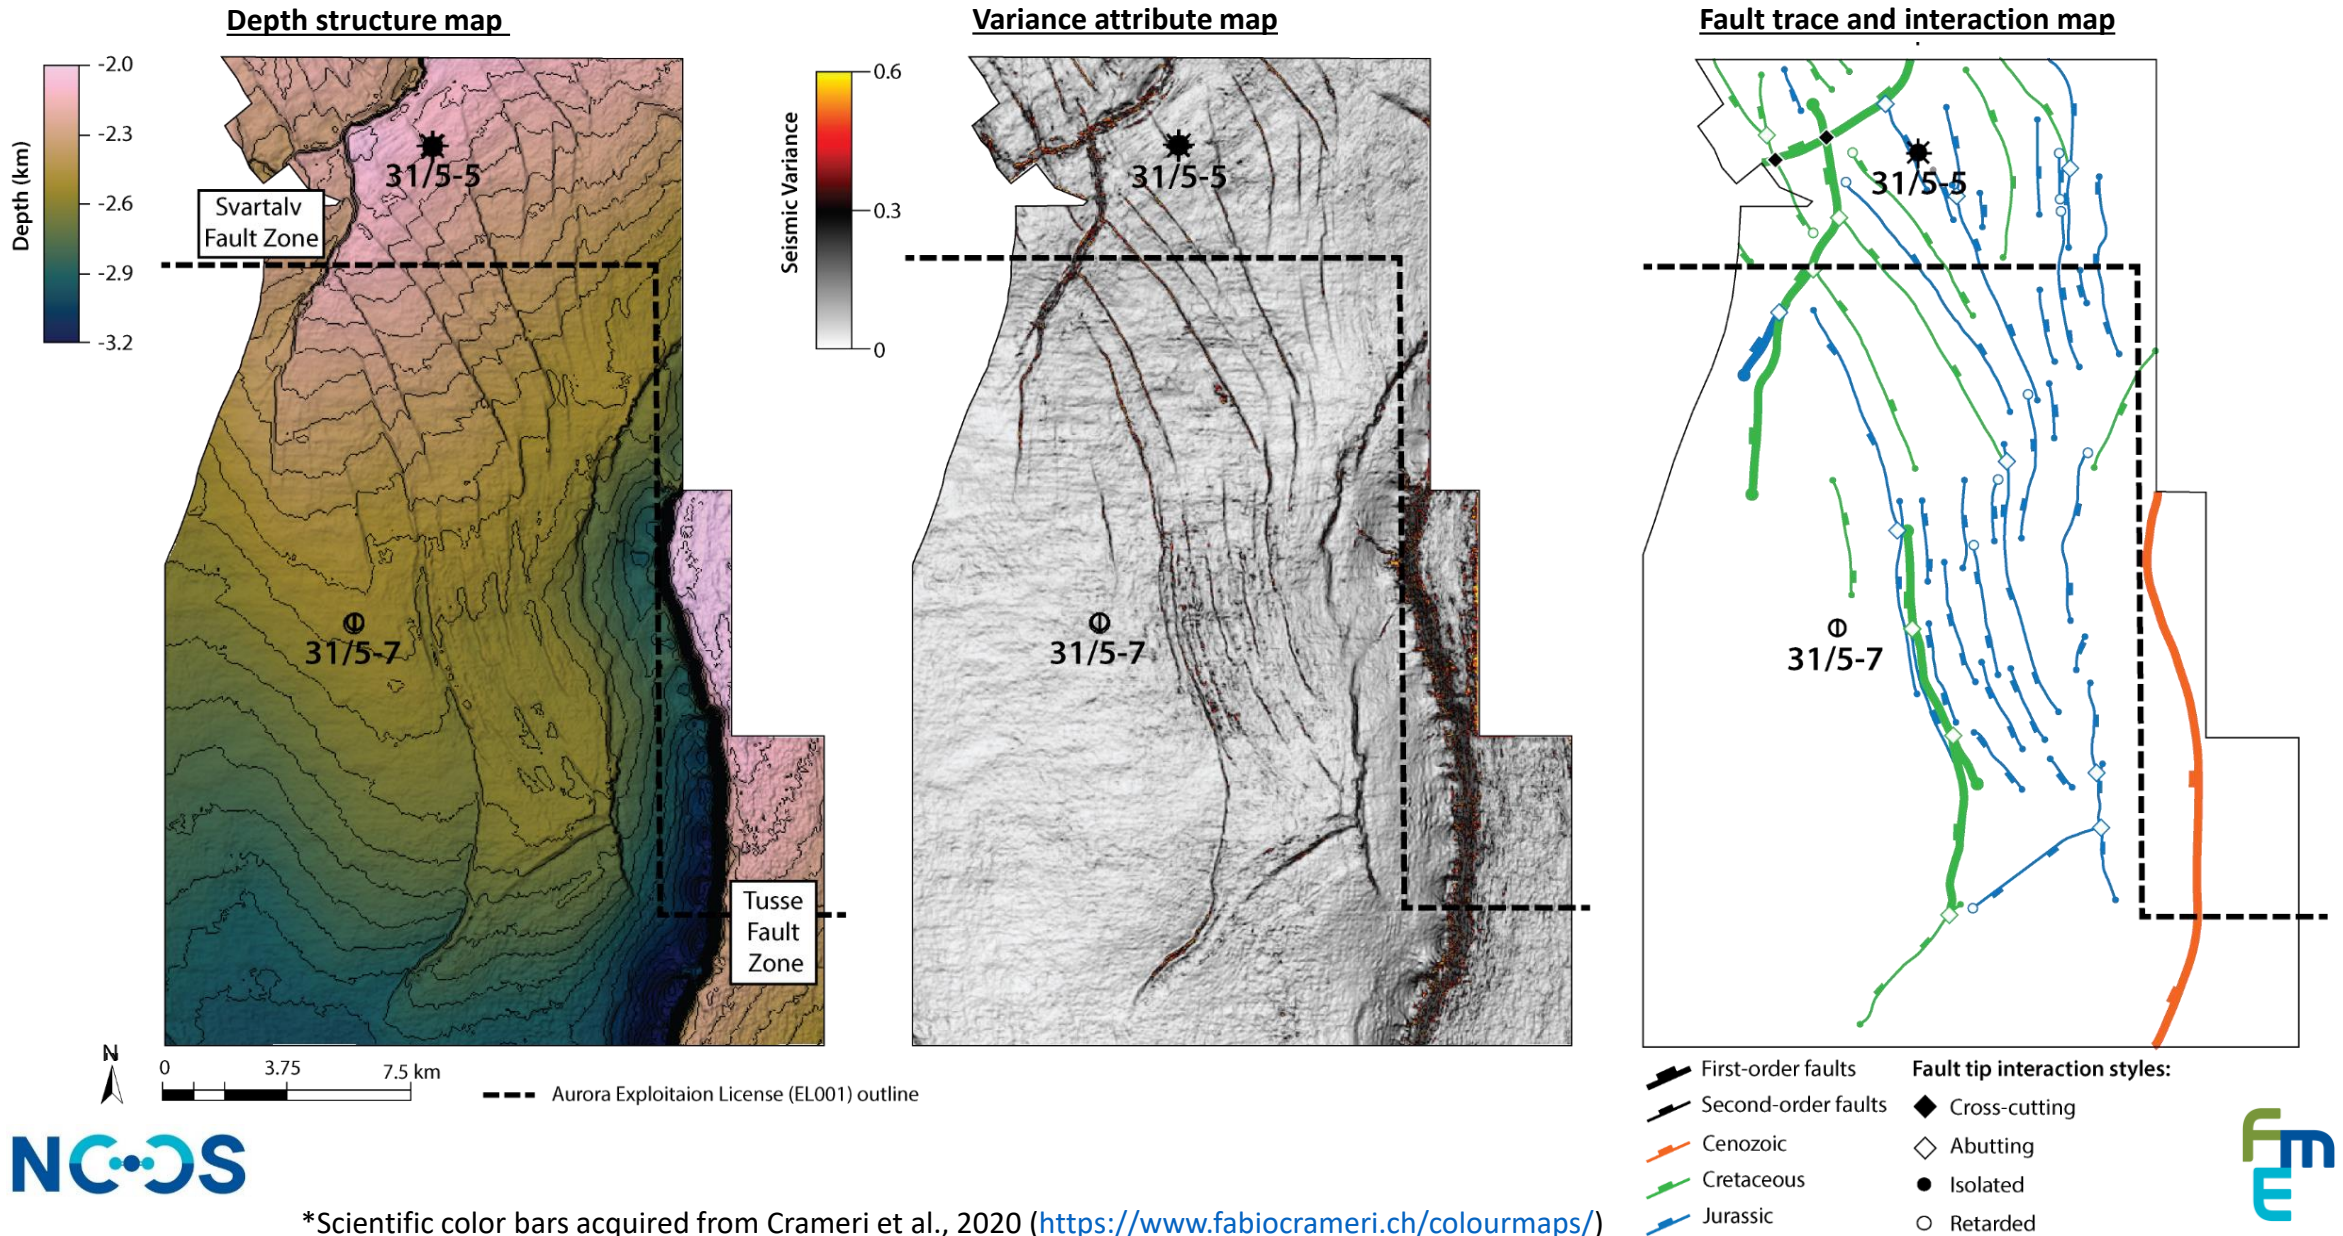 Depth structure map
Variance attribute map
Fault trace and interaction map
Depth (km)
-2.0
-2.3
-2.6
-2.9
-3.2
31/5-5
Svartalv
Fault Zone
31/5-7
Tusse
Fault
Zone
Seismic Variance
0.6
0.3
0
31/5-5
31/5-7
31/5-5
31/5-7
N
0
3.75
7.5 km
Aurora Exploitaion License (EL001) outline
First-order faults
Second-order faults
Cenozoic
Cretaceous
Jurassic
Fault tip interaction styles:
Cross-cutting
Abutting
Isolated
Retarded
NCCS
FME
*Scientific color bars acquired from Crameri et al., 2020 (https://www.fabiocrameri.ch/colourmaps/)